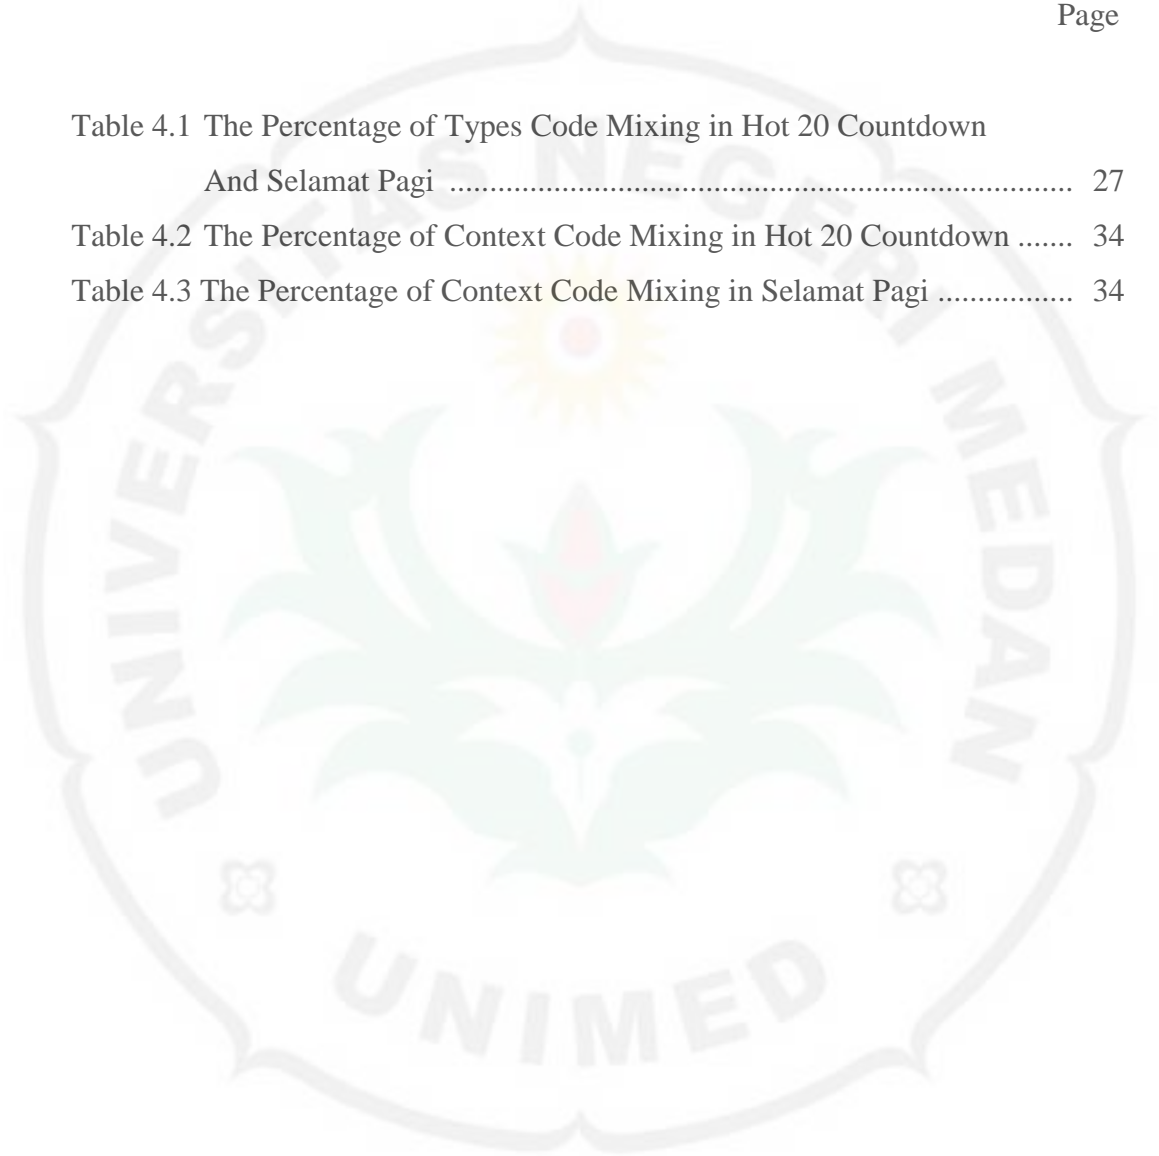 Page
Table 4.1 The Percentage of Types Code Mixing in Hot 20 Countdown
And Selamat Pagi ........................................................................... 27
Table 4.2 The Percentage of Context Code Mixing in Hot 20 Countdown ....... 34
Table 4.3 The Percentage of Context Code Mixing in Selamat Pagi ................. 34
UNIVERSITAS NEGERI MEDAN
UNIMED